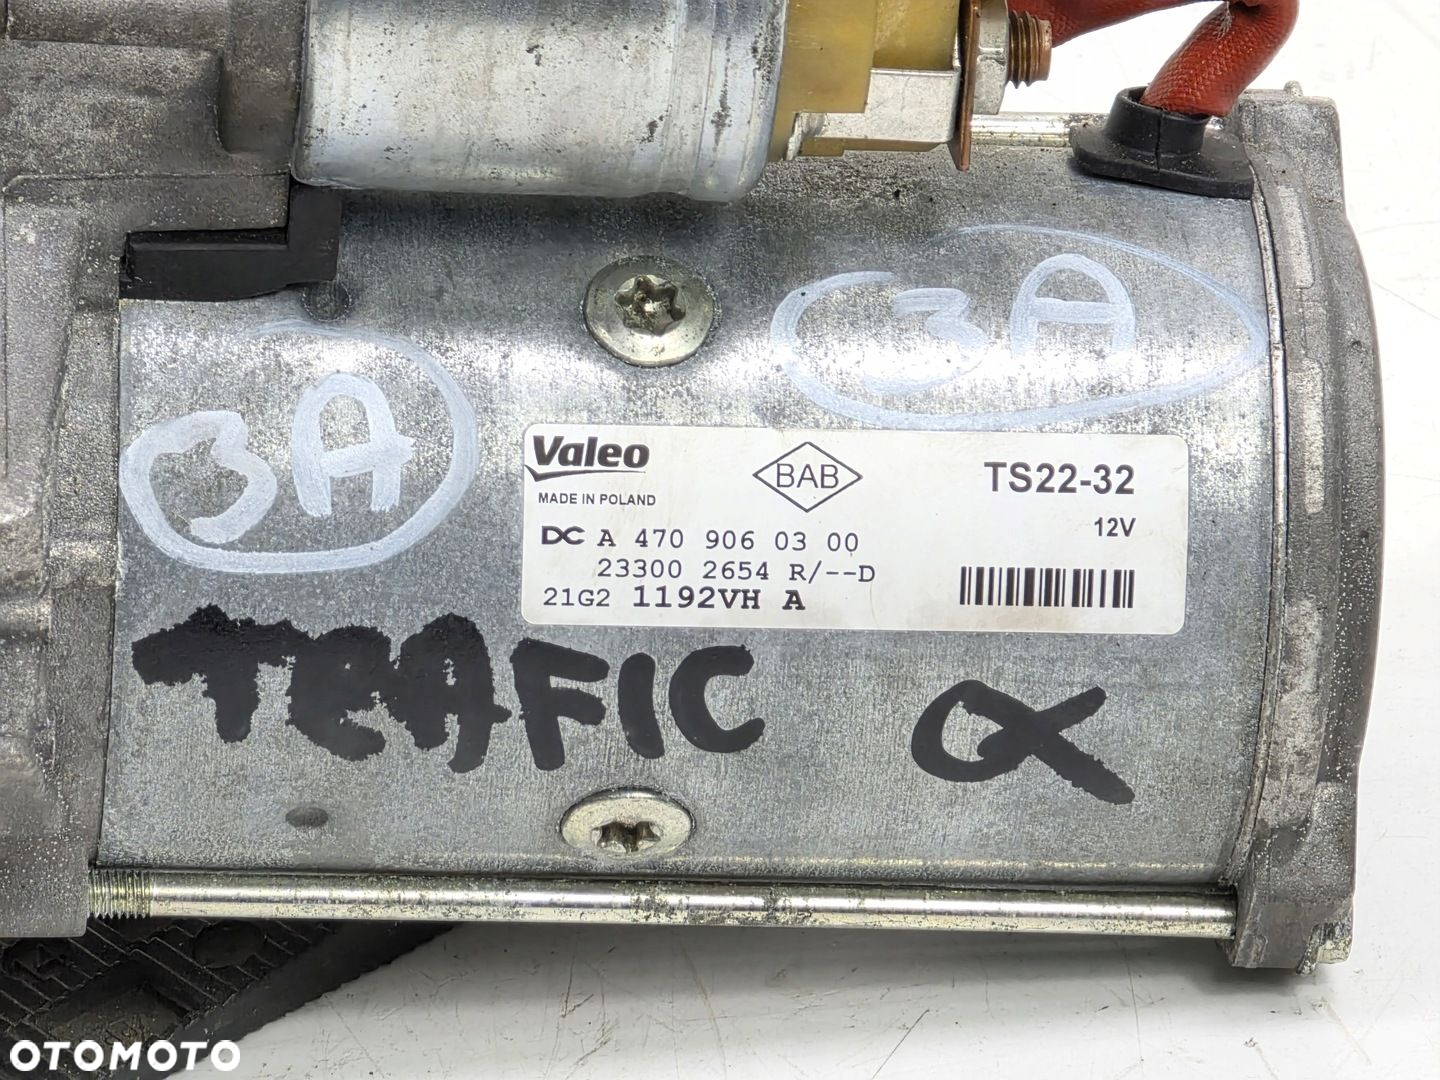 3A
3A
Valeo
MADE IN POLAND
BAB
TS22-32
12V
DC A 470 906 03 00
23300 2654 R/--D
21G2 1192VH A
TRAFIC α
OTOMOTO